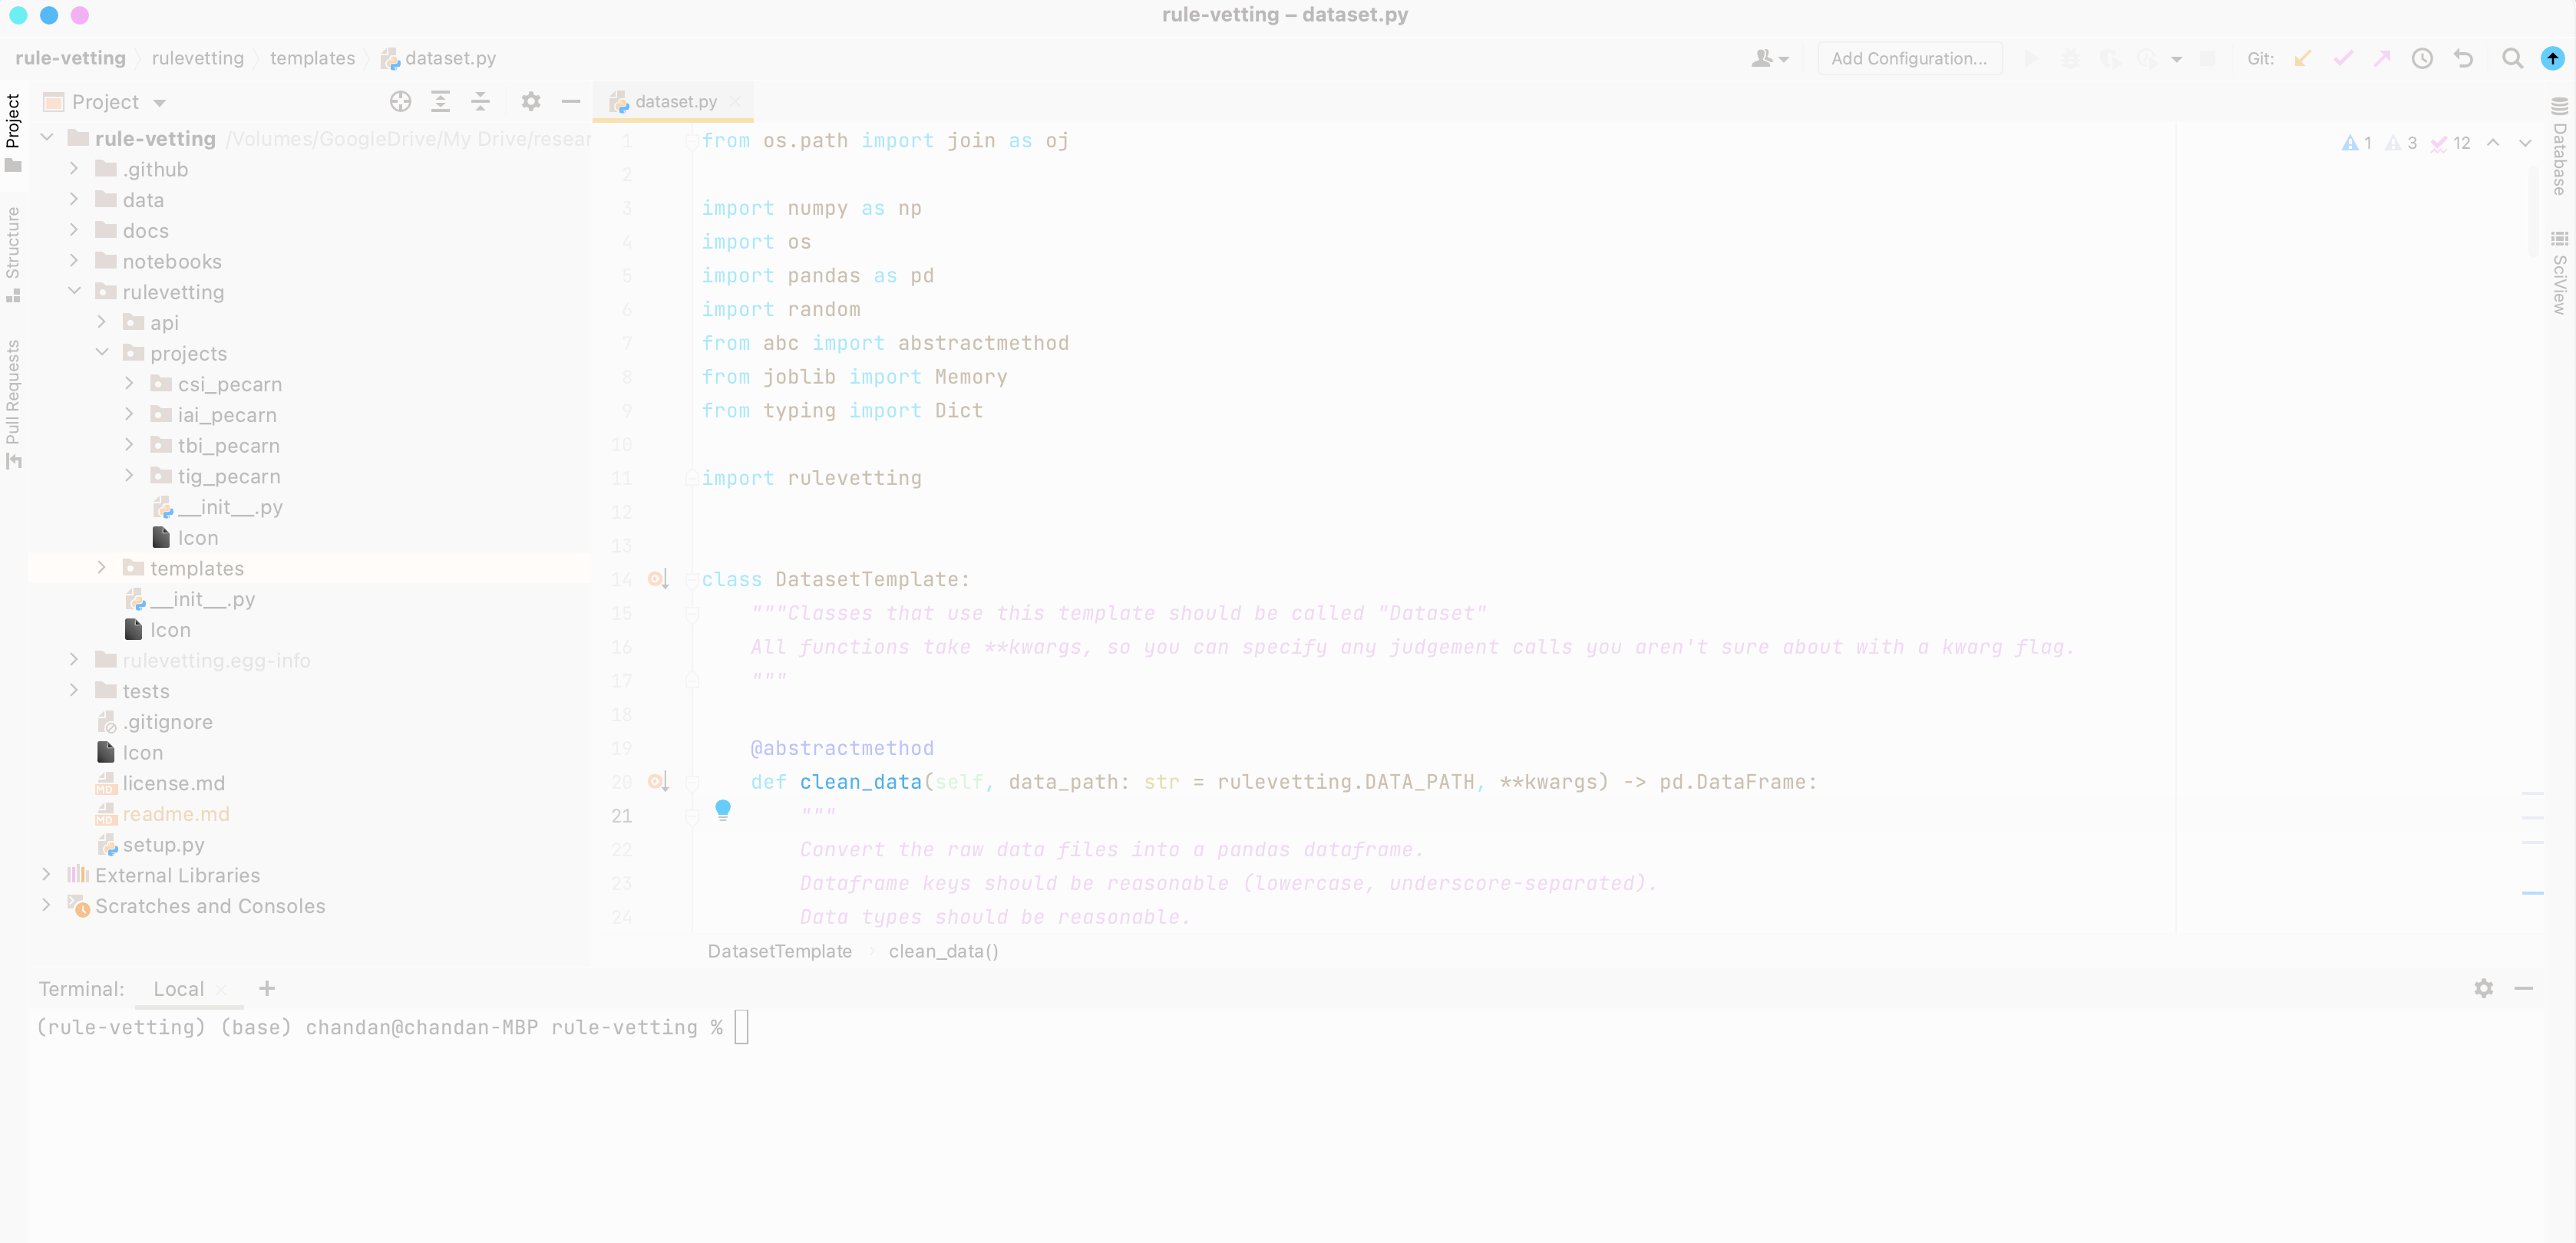 rule-vetting – dataset.py
rule-vetting rulevetting templates dataset.py
Add Configuration...
Git:
Project
Structure
Pull Requests
Project
rule-vetting /Volumes/GoogleDrive/My Drive/resear
.github
data
docs
notebooks
rulevetting
api
projects
csi_pecarn
iai_pecarn
tbi_pecarn
tig_pecarn
__init__.py
Icon
templates
__init__.py
Icon
rulevetting.egg-info
tests
.gitignore
Icon
license.md
readme.md
setup.py
External Libraries
Scratches and Consoles
dataset.py
1 from os.path import join as oj
2
3 import numpy as np
4 import os
5 import pandas as pd
6 import random
7 from abc import abstractmethod
8 from joblib import Memory
9 from typing import Dict
10
11 import rulevetting
12
13
14 class DatasetTemplate:
15 """Classes that use this template should be called "Dataset"
16 All functions take **kwargs, so you can specify any judgement calls you aren't sure about with a kwarg flag.
17 """
18
19 @abstractmethod
20 def clean_data(self, data_path: str = rulevetting.DATA_PATH, **kwargs) -> pd.DataFrame:
21 """
22 Convert the raw data files into a pandas dataframe.
23 Dataframe keys should be reasonable (lowercase, underscore-separated).
24 Data types should be reasonable.
1 3 12
Database
SciView
DatasetTemplate clean_data()
Terminal: Local
(rule-vetting) (base) chandan@chandan-MBP rule-vetting %